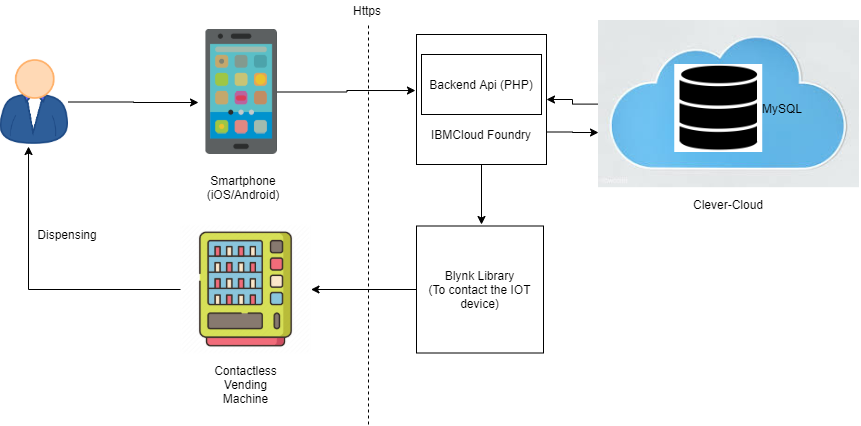 Https
Backend Api (PHP)
IBMCloud Foundry
MySQL
Clever-Cloud
Smartphone
(iOS/Android)
Dispensing
Blynk Library
(To contact the IOT
device)
Contactless
Vending
Machine